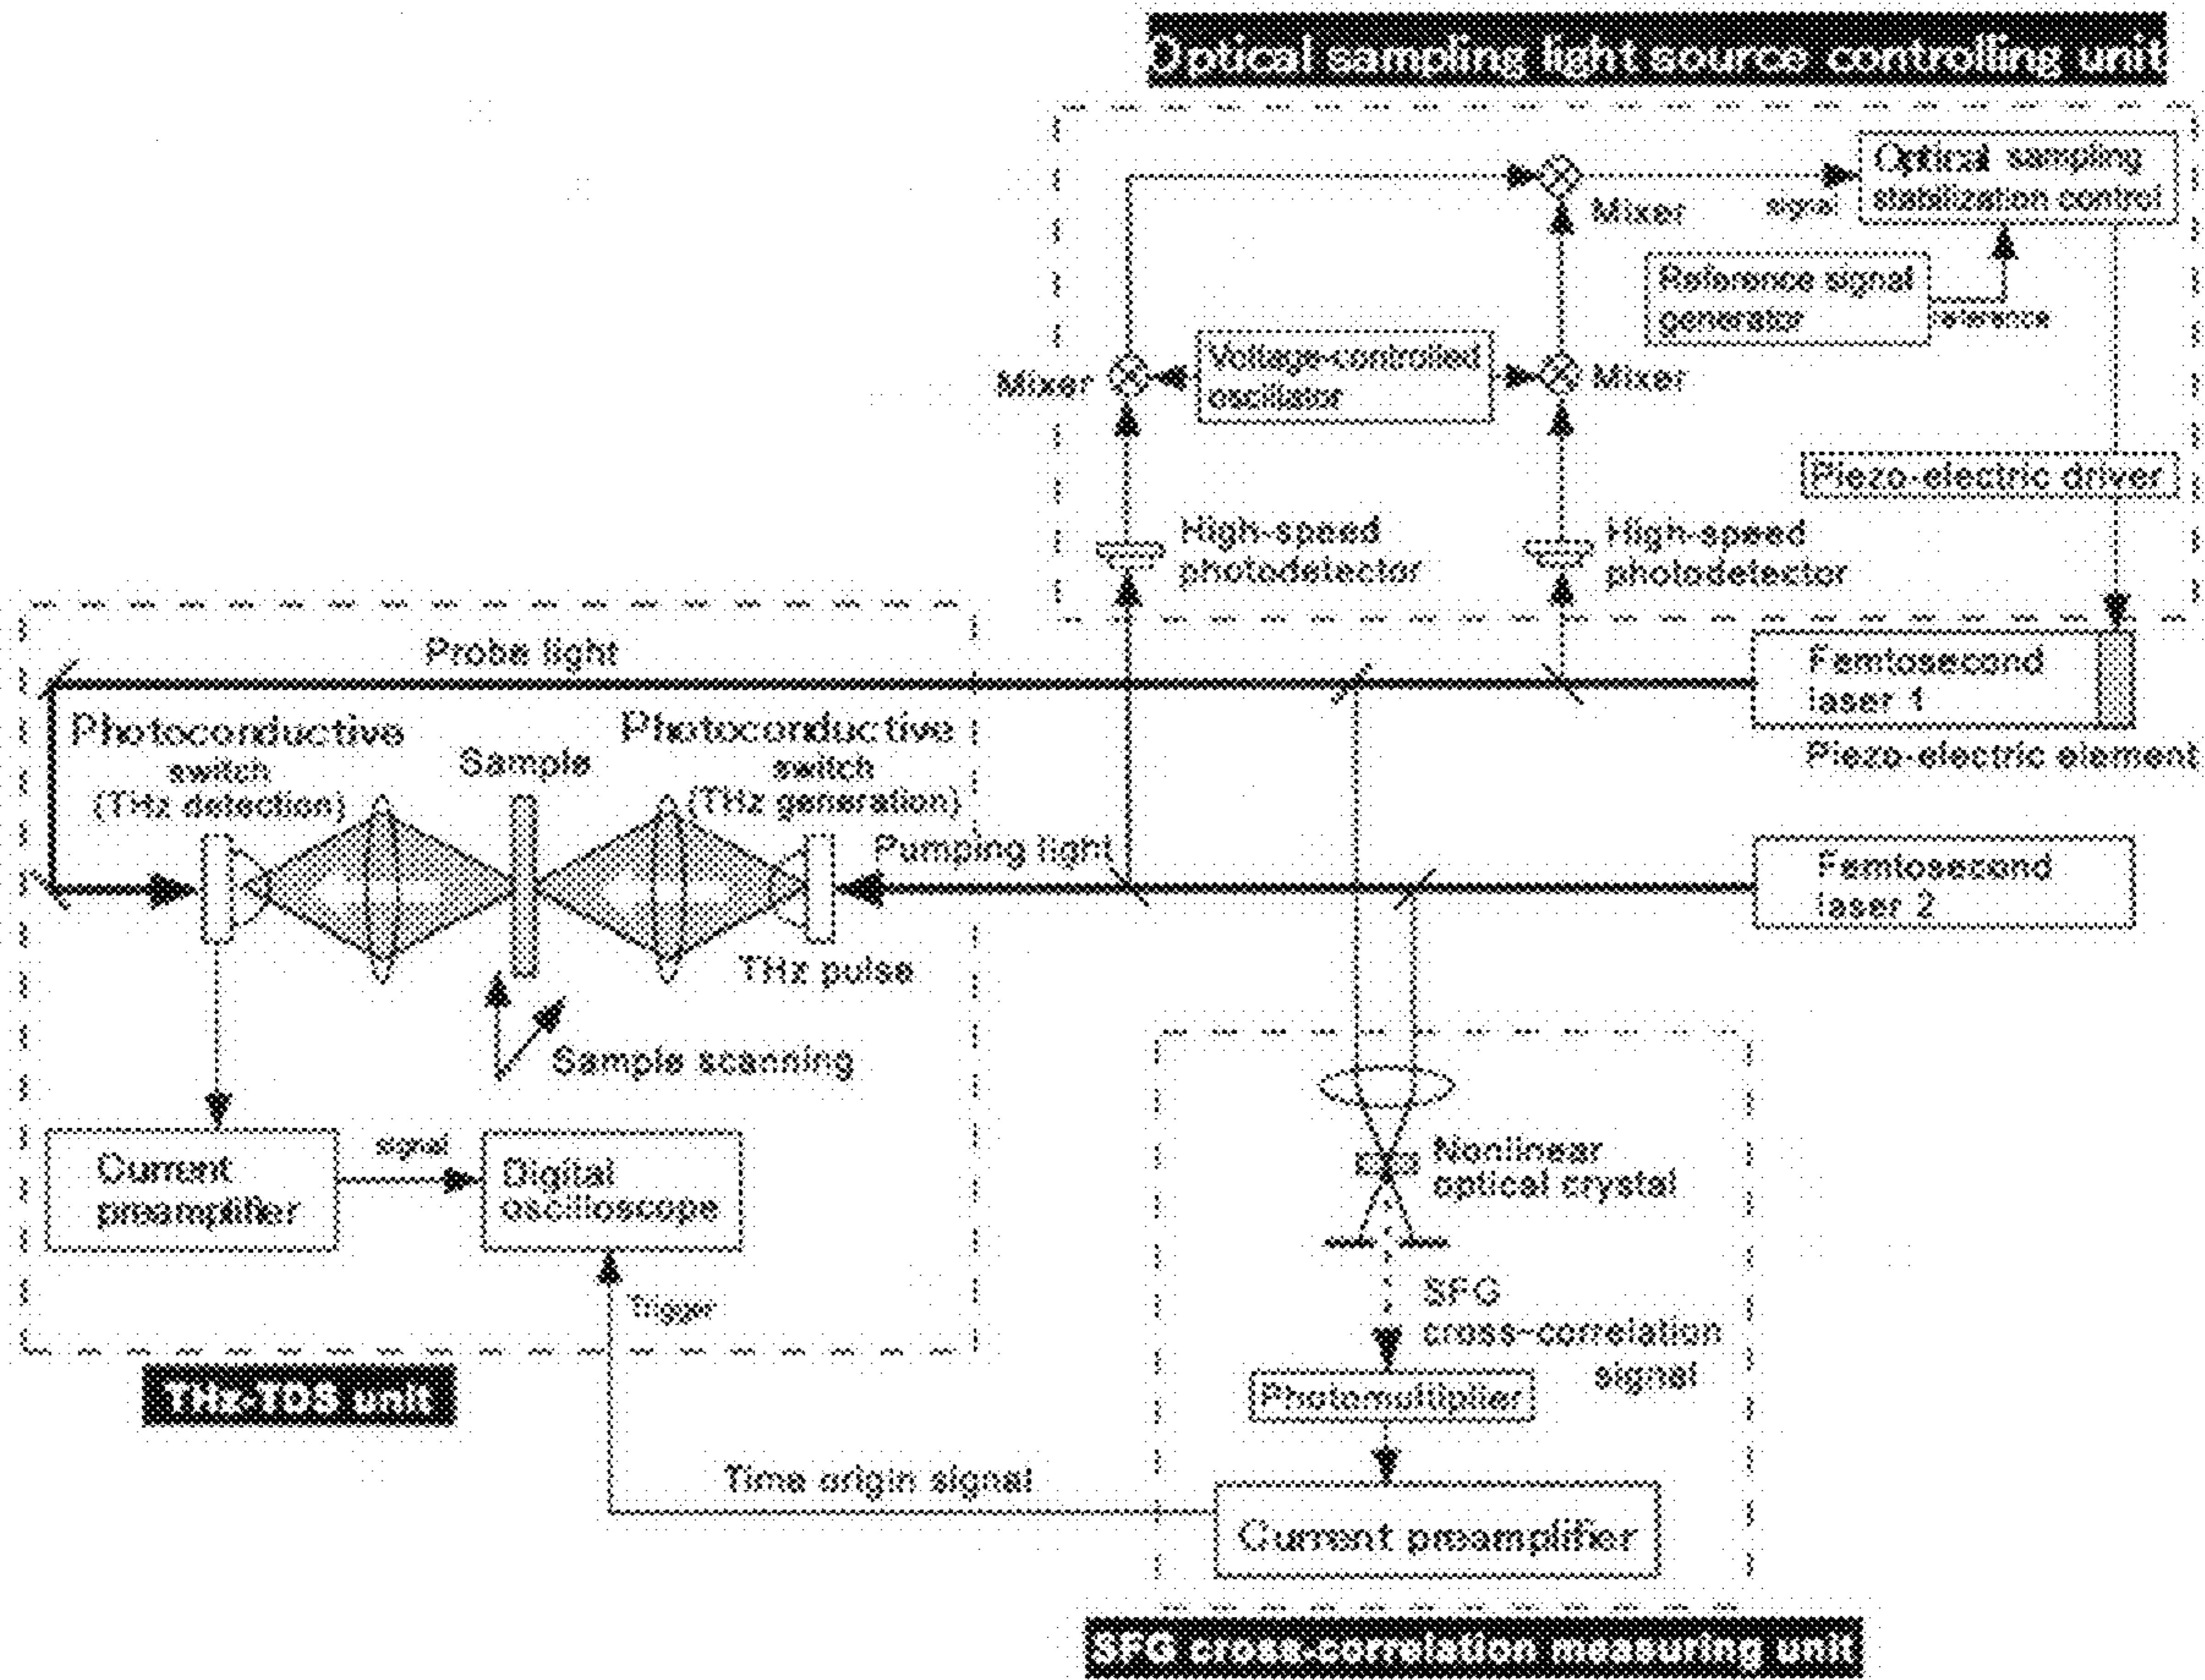 Optical sampling light source controlling unit
Optical sampling
stabilization control
Mixer
signal
Reference signal
generator
reference
Mixer
Voltage-controlled
oscillator
Mixer
Piezo-electric driver
High-speed
photodetector
High-speed
photodetector
Probe light
Femtosecond
laser 1
Piezo-electric element
Photoconductive
switch
(THz detection)
Sample
Photoconductive
switch
(THz generation)
Pumping light
Femtosecond
laser 2
THz pulse
Sample scanning
Current
preamplifier
signal
Digital
oscilloscope
Trigger
Nonlinear
optical crystal
SFG
cross-correlation
signal
Photomultiplier
THz-TDS unit
Time origin signal
Current preamplifier
SFG cross-correlation measuring unit